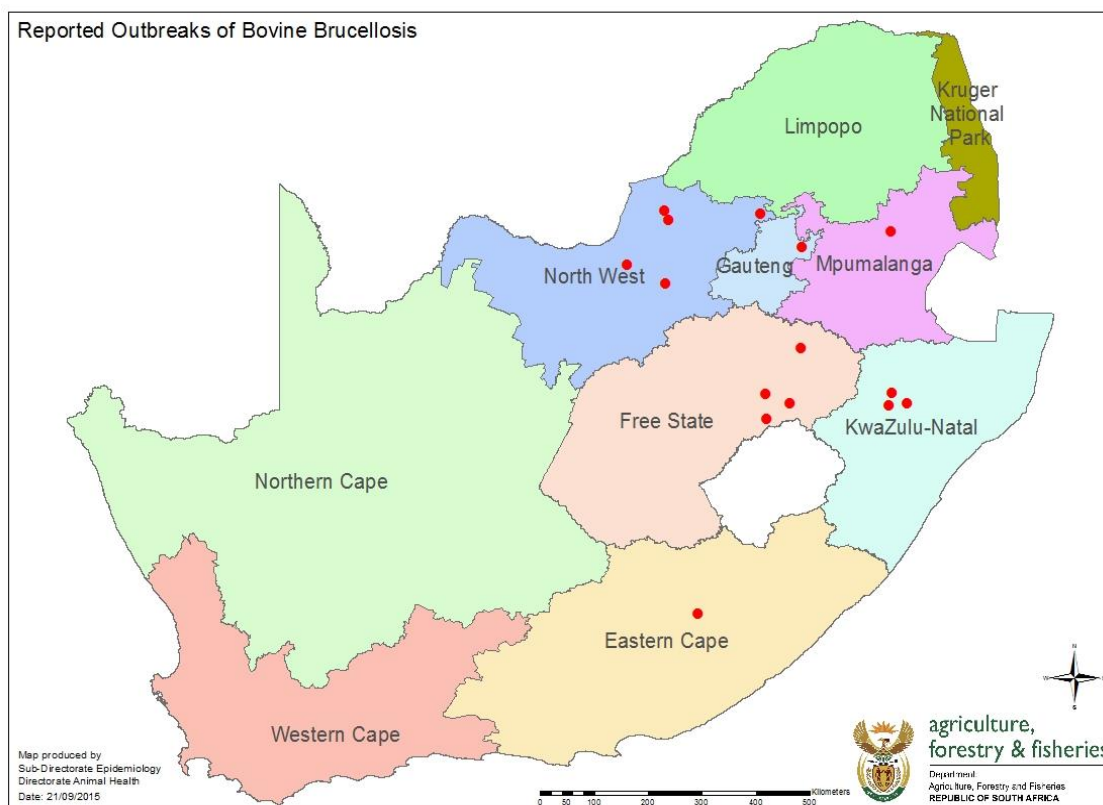 Reported Outbreaks of Bovine Brucellosis
Kruger
National
Park
Limpopo
North West
Gauteng
Mpumalanga
Free State
KwaZulu-Natal
Northern Cape
Eastern Cape
Western Cape
N
W
S
Map produced by
Sub-Directorate Epidemiology
Directorate Animal Health
Date: 21/09/2015
0 50 100 200 300 400 500
Kilometers
agriculture,
forestry & fisheries
Department:
Agriculture, Forestry and Fisheries
REPUBLIC OF SOUTH AFRICA